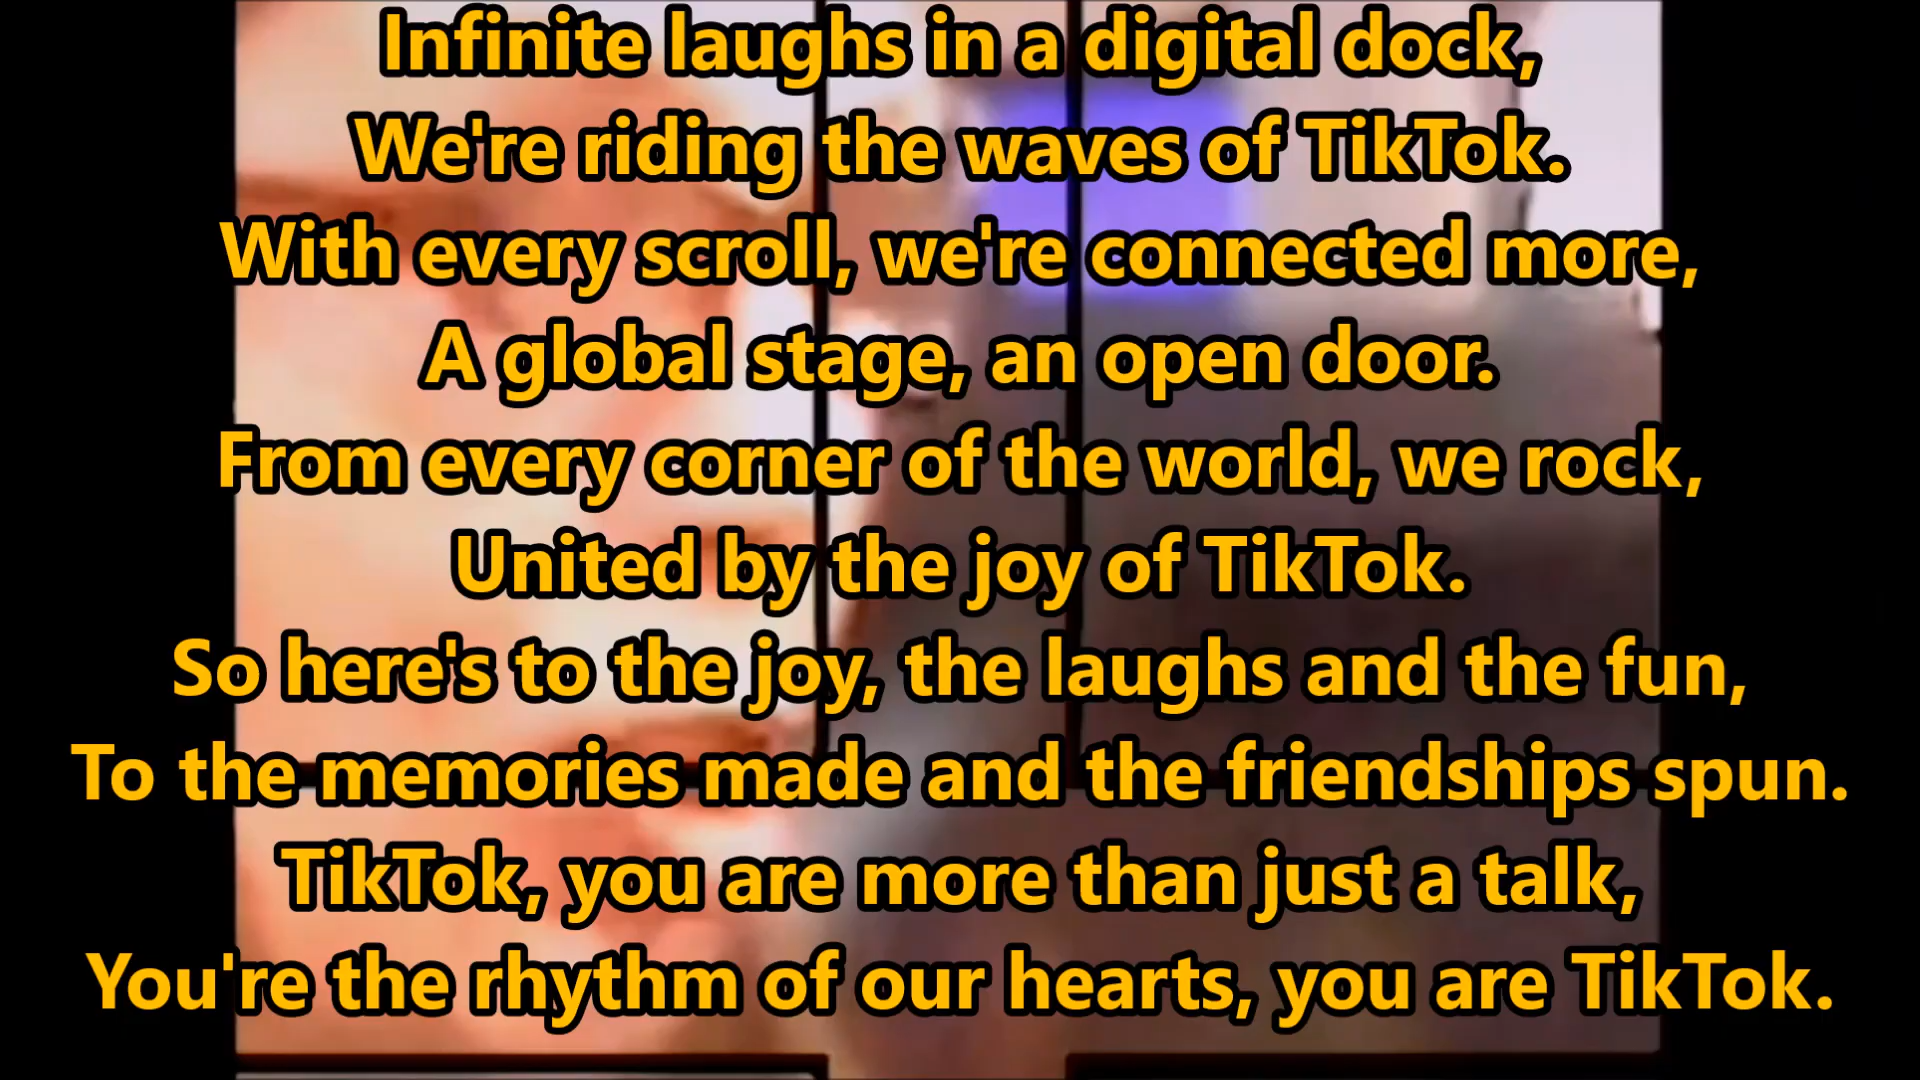 Infinite laughs in a digital dock,
We're riding the waves of TikTok.
With every scroll, we're connected more,
A global stage, an open door.
From every corner of the world, we rock,
United by the joy of TikTok.
So here's to the joy, the laughs and the fun,
To the memories made and the friendships spun.
TikTok, you are more than just a talk,
You're the rhythm of our hearts, you are TikTok.